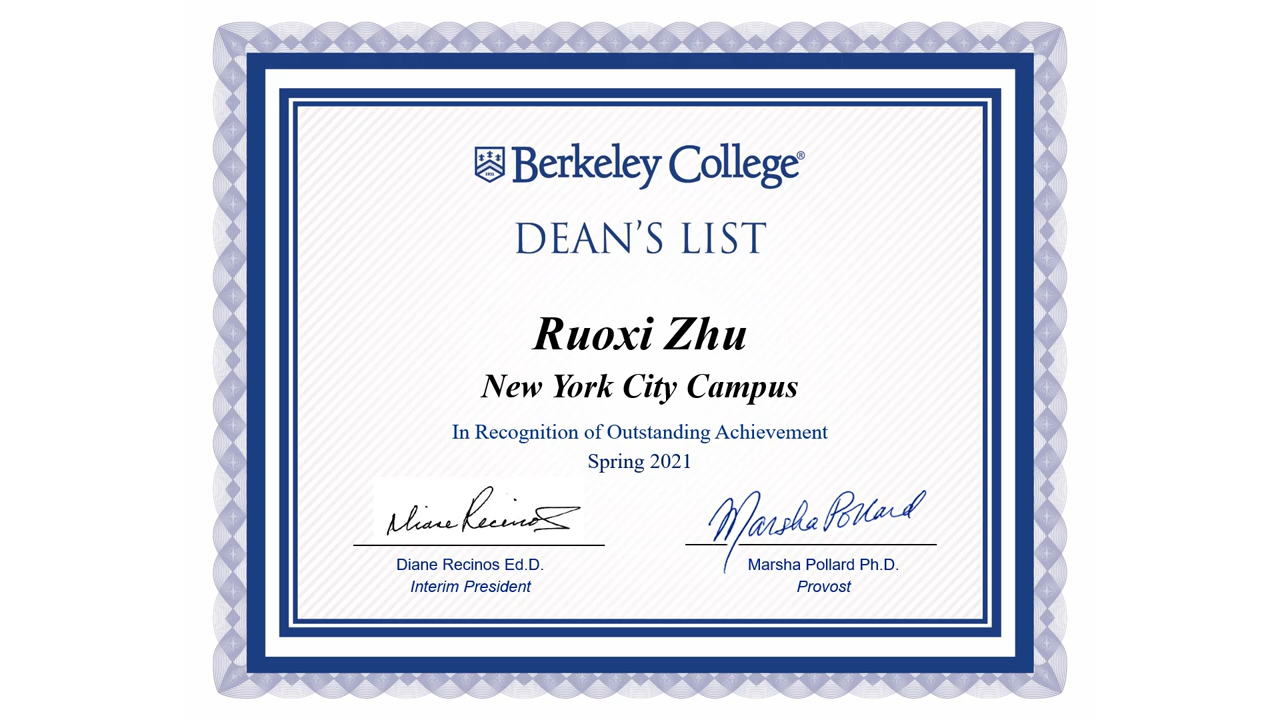 Berkeley College®
DEAN'S LIST
Ruoxi Zhu
New York City Campus
In Recognition of Outstanding Achievement
Spring 2021
Diane Recinos
Marsha Pollard
Diane Recinos Ed.D.
Marsha Pollard Ph.D.
Interim President
Provost